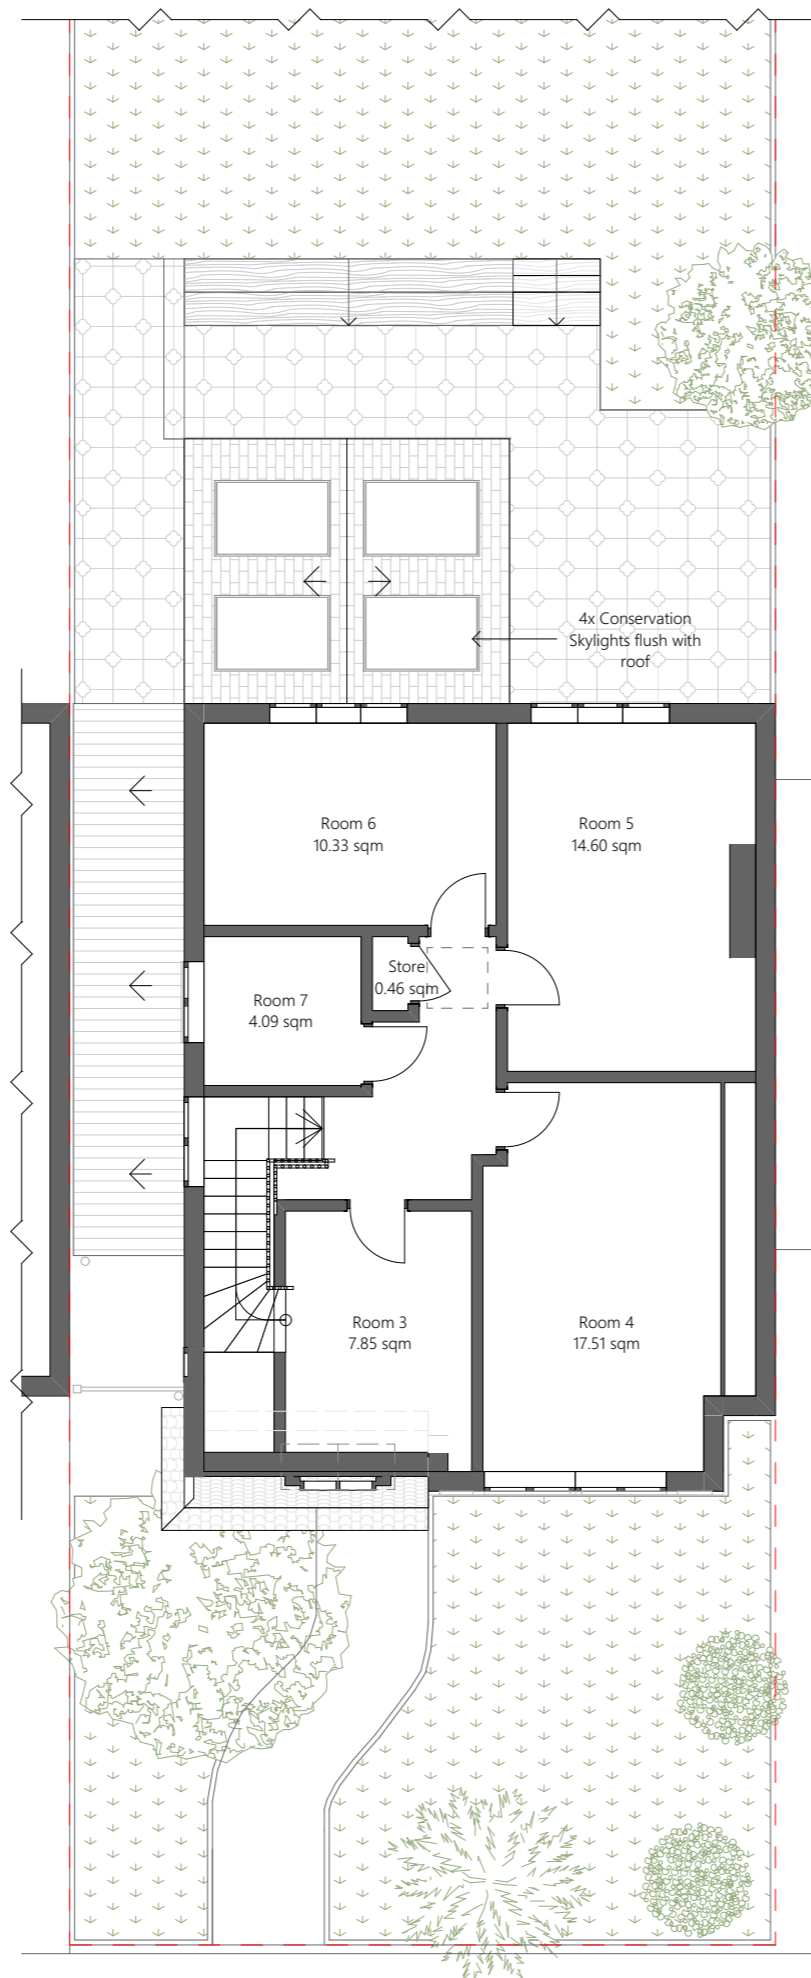 4x Conservation
Skylights flush with
roof
Room 6
10.33 sqm
Room 5
14.60 sqm
Store
0.46 sqm
Room 7
4.09 sqm
Room 3
7.85 sqm
Room 4
17.51 sqm